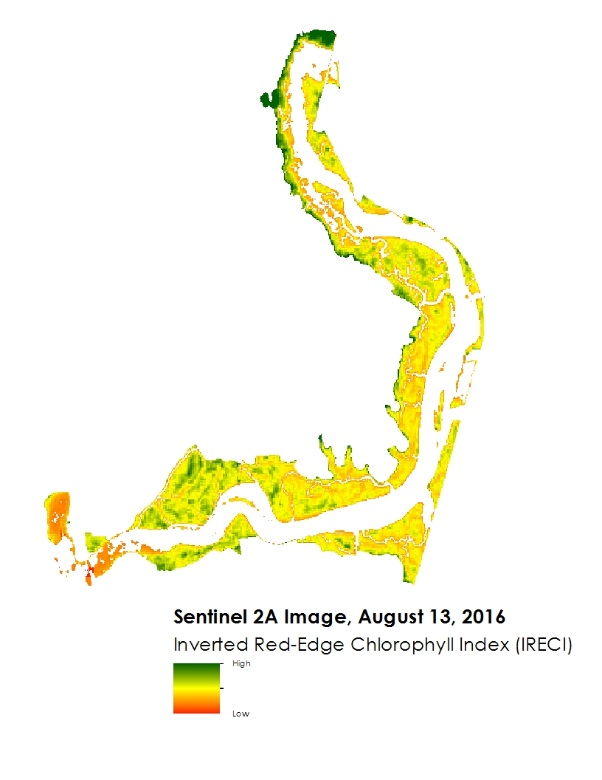 Sentinel 2A Image, August 13, 2016
Inverted Red-Edge Chlorophyll Index (IRECI)
High
Low